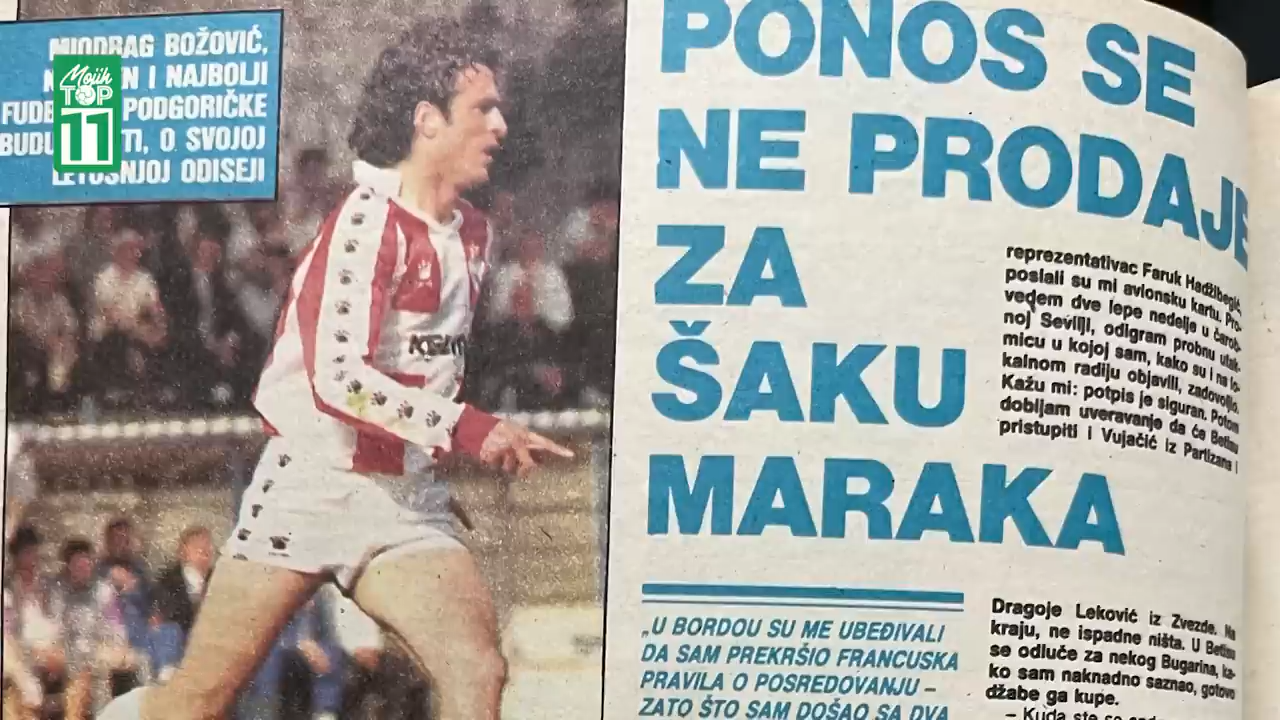 MIODRAG BOŽOVIĆ,
I NAJBOLJI
PODGORIČKE
O SVOJOJ
LETOŠNJOJ ODISEJI
Mojih
TOP
11
PONOS SE
NE PRODAJE
ZA
ŠAKU
MARAKA
reprezentativac Faruk Hadžibegić,
poslali su mi avionsku kartu. Pro-
vedem dve lepe nedelje u čarob-
noj Sevilji, odigram probnu utak-
micu u kojoj sam, kako su i na lo-
kalnom radiju objavili, zadovoljio.
Kažu mi: potpis je siguran. Potom
dobijam uveravanje da će Betisu
pristupiti i Vujačić iz Partizana i
„U BORDOU SU ME UBEĐIVALI
DA SAM PREKRŠIO FRANCUSKA
PRAVILA O POSREDOVANJU –
ZATO ŠTO SAM DOŠAO SA DVA
Dragoje Leković iz Zvezde. Na
kraju, ne ispadne ništa. U Betisu
se odluče za nekog Bugarina, ka-
ko sam naknadno saznao, gotovo
džabe ga kupe.
– Kuda ste se